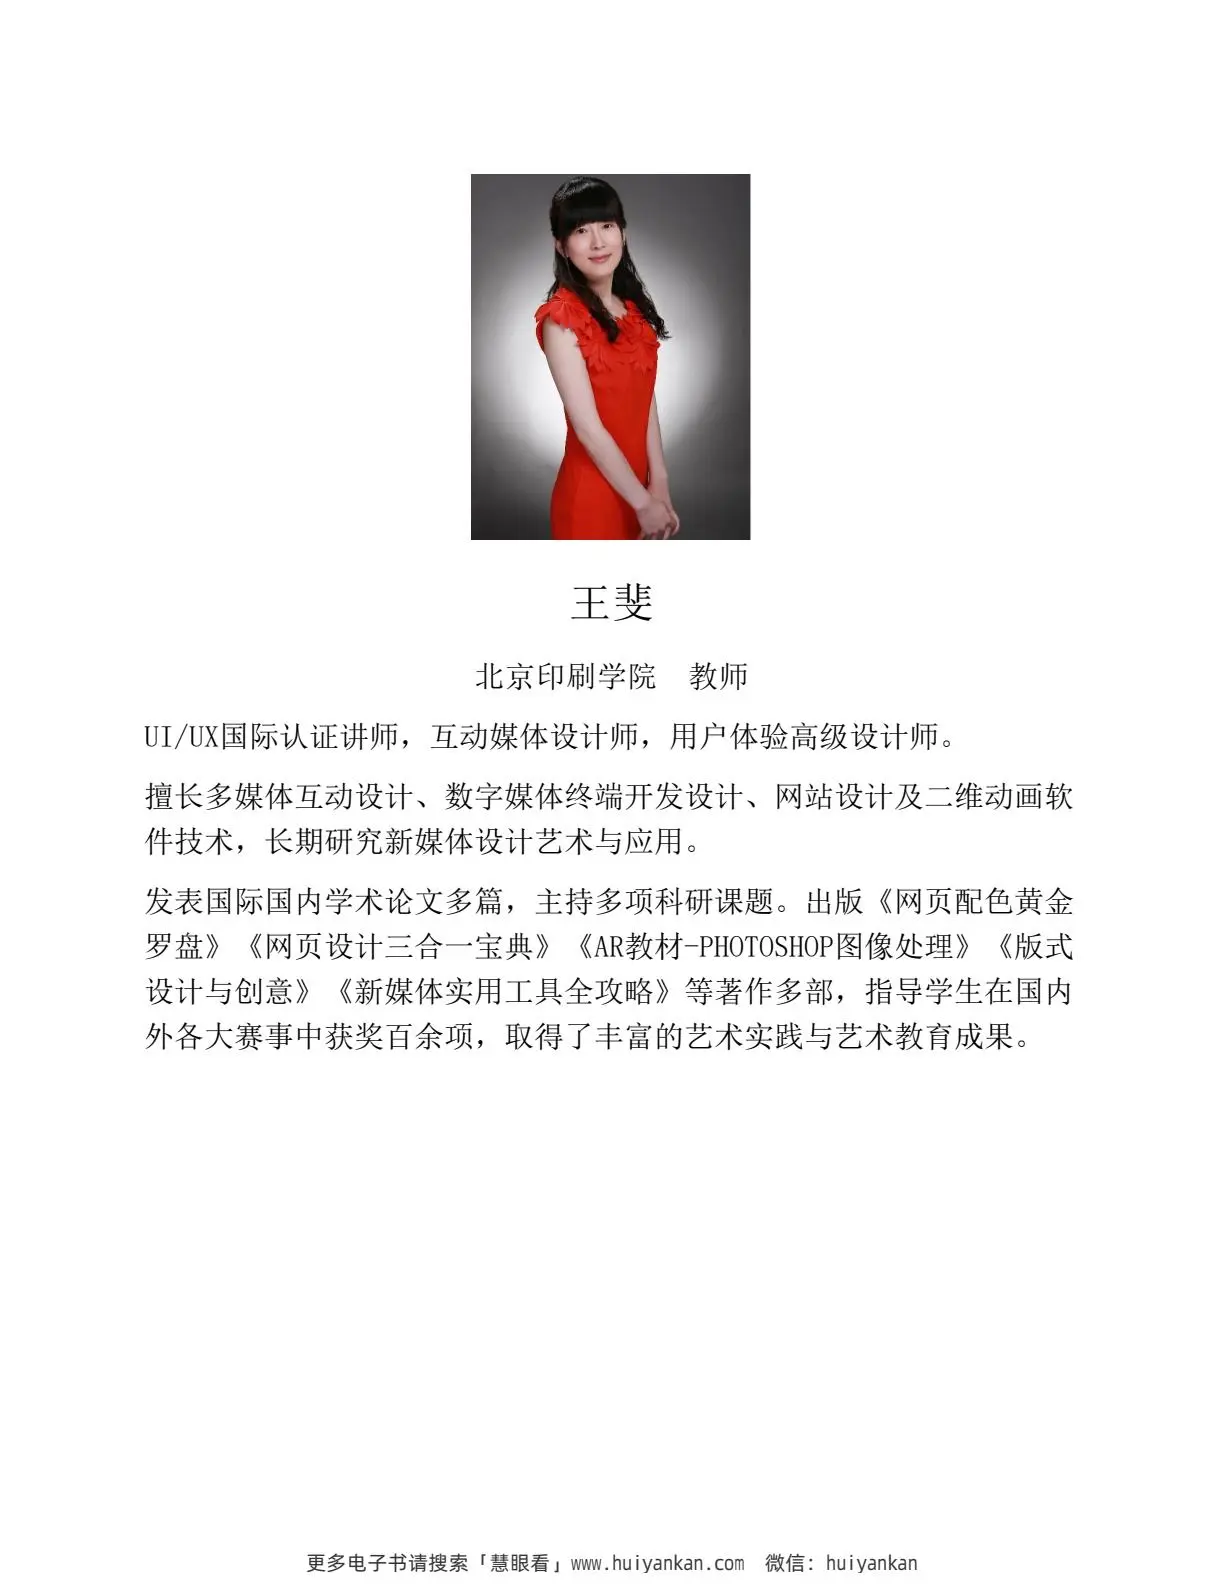 王斐
北京印刷学院　教师
UI/UX国际认证讲师，互动媒体设计师，用户体验高级设计师。
擅长多媒体互动设计、数字媒体终端开发设计、网站设计及二维动画软
件技术，长期研究新媒体设计艺术与应用。
发表国际国内学术论文多篇，主持多项科研课题。出版《网页配色黄金
罗盘》《网页设计三合一宝典》《AR教材-PHOTOSHOP图像处理》《版式
设计与创意》《新媒体实用工具全攻略》等著作多部，指导学生在国内
外各大赛事中获奖百余项，取得了丰富的艺术实践与艺术教育成果。
更多电子书请搜索「慧眼看」www.huiyankan.com　微信：huiyankan